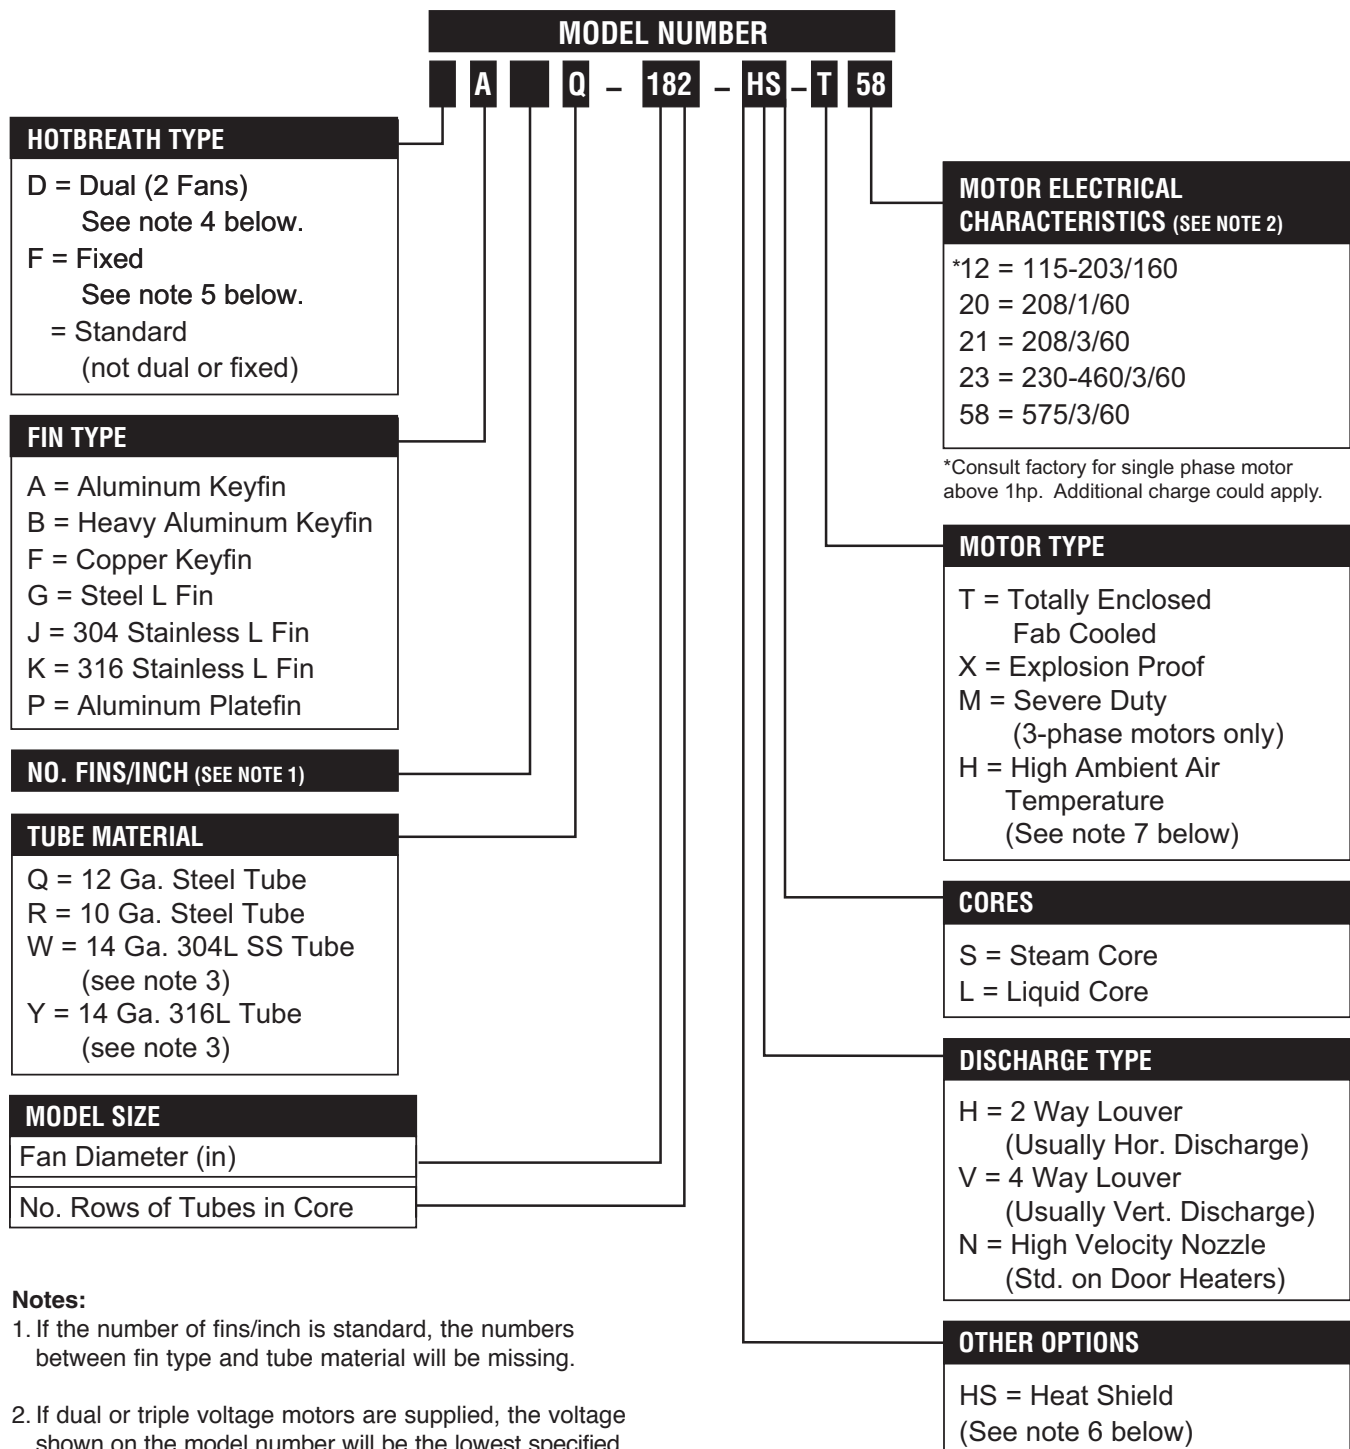 MODEL NUMBER
A Q – 182 – HS – T 58
HOTBREATH TYPE
D = Dual (2 Fans)
See note 4 below.
F = Fixed
See note 5 below.
= Standard
(not dual or fixed)
FIN TYPE
A = Aluminum Keyfin
B = Heavy Aluminum Keyfin
F = Copper Keyfin
G = Steel L Fin
J = 304 Stainless L Fin
K = 316 Stainless L Fin
P = Aluminum Platefin
NO. FINS/INCH (SEE NOTE 1)
TUBE MATERIAL
Q = 12 Ga. Steel Tube
R = 10 Ga. Steel Tube
W = 14 Ga. 304L SS Tube
(see note 3)
Y = 14 Ga. 316L Tube
(see note 3)
MODEL SIZE
Fan Diameter (in)
No. Rows of Tubes in Core
MOTOR ELECTRICAL
CHARACTERISTICS (SEE NOTE 2)
*12 = 115-203/160
20 = 208/1/60
21 = 208/3/60
23 = 230-460/3/60
58 = 575/3/60
*Consult factory for single phase motor
above 1hp. Additional charge could apply.
MOTOR TYPE
T = Totally Enclosed
Fab Cooled
X = Explosion Proof
M = Severe Duty
(3-phase motors only)
H = High Ambient Air
Temperature
(See note 7 below)
CORES
S = Steam Core
L = Liquid Core
DISCHARGE TYPE
H = 2 Way Louver
(Usually Hor. Discharge)
V = 4 Way Louver
(Usually Vert. Discharge)
N = High Velocity Nozzle
(Std. on Door Heaters)
OTHER OPTIONS
HS = Heat Shield
(See note 6 below)
Notes:
1. If the number of fins/inch is standard, the numbers
between fin type and tube material will be missing.
2. If dual or triple voltage motors are supplied, the voltage
shown on the model number will be the lowest specified